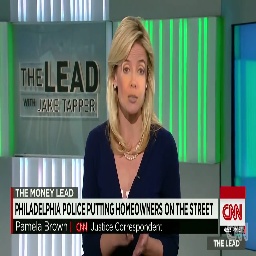 THE LEAD
WITH JAKE TAPPER
THE MONEY LEAD
PHILADELPHIA POLICE PUTTING HOMEOWNERS ON THE STREET
CNN
Pamela Brown CNN Justice Correspondent
THE LEAD